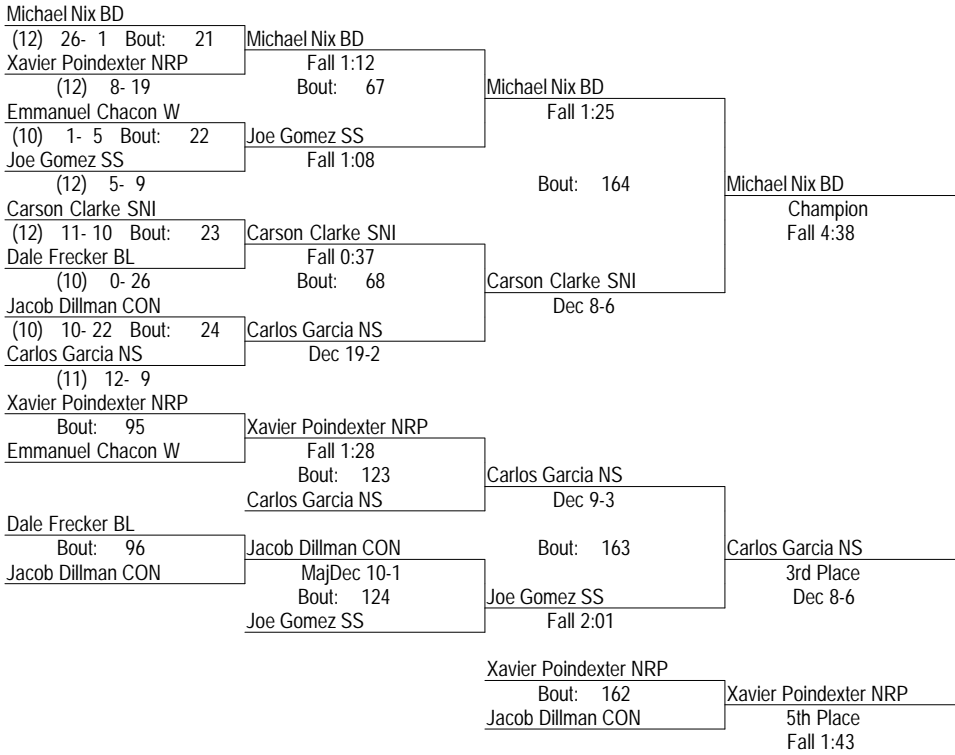 Michael Nix BD
(12) 26- 1 Bout: 21 Michael Nix BD
Xavier Poindexter NRP Fall 1:12
(12) 8- 19 Bout: 67 Michael Nix BD
Emmanuel Chacon W Fall 1:25
(10) 1- 5 Bout: 22 Joe Gomez SS
Joe Gomez SS Fall 1:08
(12) 5- 9 Bout: 164 Michael Nix BD
Carson Clarke SNI Champion
(12) 11- 10 Bout: 23 Carson Clarke SNI Fall 4:38
Dale Frecker BL Fall 0:37
(10) 0- 26 Bout: 68 Carson Clarke SNI
Jacob Dillman CON Dec 8-6
(10) 10- 22 Bout: 24 Carlos Garcia NS
Carlos Garcia NS Dec 19-2
(11) 12- 9
Xavier Poindexter NRP
Bout: 95 Xavier Poindexter NRP
Emmanuel Chacon W Fall 1:28
Bout: 123 Carlos Garcia NS
Carlos Garcia NS Dec 9-3
Dale Frecker BL
Bout: 96 Jacob Dillman CON Bout: 163 Carlos Garcia NS
Jacob Dillman CON MajDec 10-1 3rd Place
Bout: 124 Joe Gomez SS Dec 8-6
Joe Gomez SS Fall 2:01
Xavier Poindexter NRP
Bout: 162 Xavier Poindexter NRP
Jacob Dillman CON 5th Place
Fall 1:43